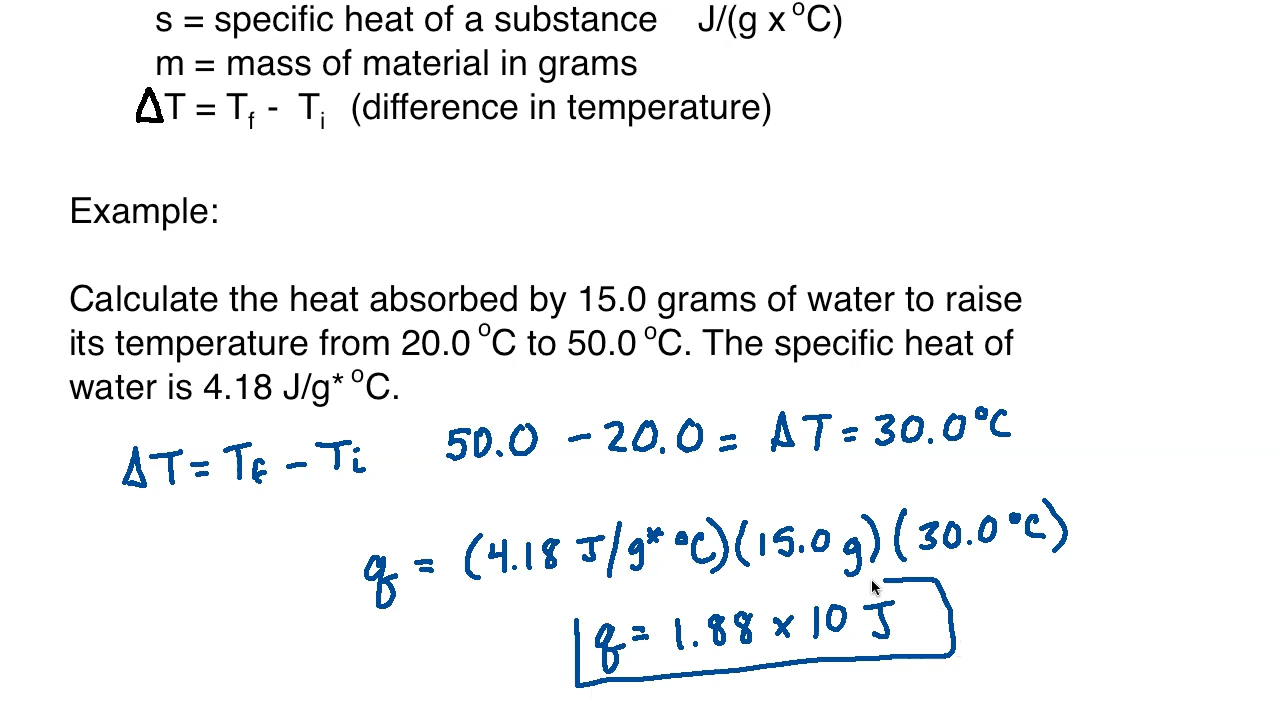 s = specific heat of a substance J/(g x °C)
m = mass of material in grams
ΔT = Tf - Ti (difference in temperature)
Example:
Calculate the heat absorbed by 15.0 grams of water to raise
its temperature from 20.0 °C to 50.0 °C. The specific heat of
water is 4.18 J/g* °C.
ΔT = Tf - Ti 50.0 - 20.0 = ΔT = 30.0 °C
q = (4.18 J/g* °C)(15.0 g)(30.0 °C)
q = 1.88 x 10 J